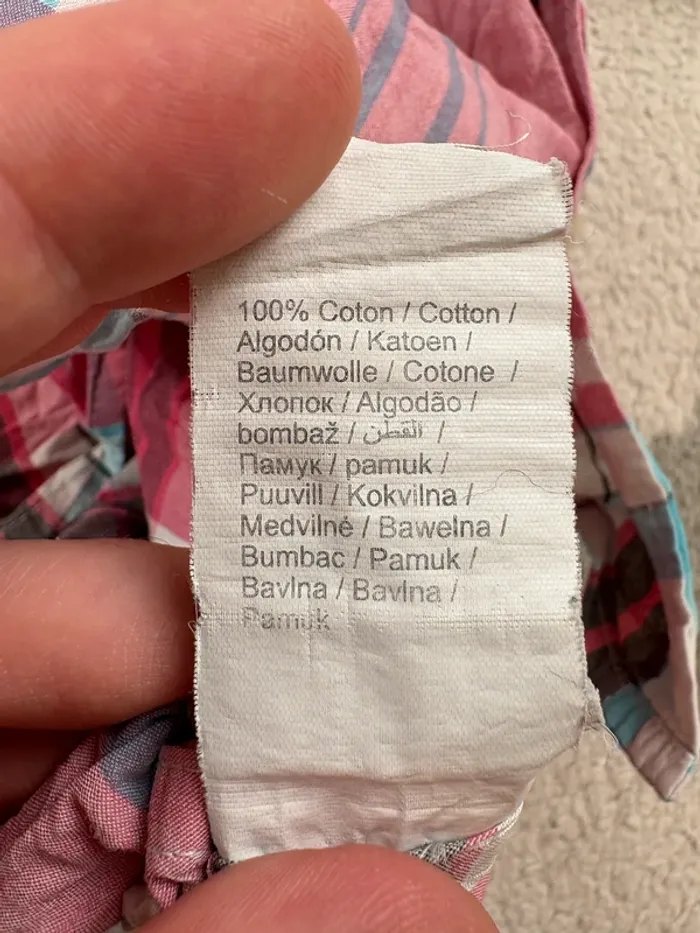 100% Coton / Cotton /
Algodón / Katoen /
Baumwolle / Cotone /
Хлопок / Algodão /
bombaž / القطن /
Памук / pamuk /
Puuvill / Kokvilna /
Medvilnė / Bawelna /
Bumbac / Pamuk /
Bavlna / Bavlna /
Pamuk